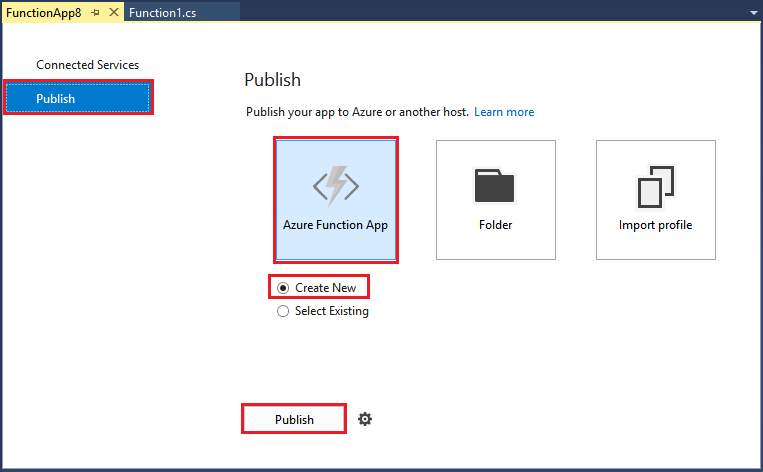 FunctionApp8
Function1.cs
Connected Services
Publish
Publish
Publish your app to Azure or another host. Learn more
Azure Function App
Folder
Import profile
Create New
Select Existing
Publish